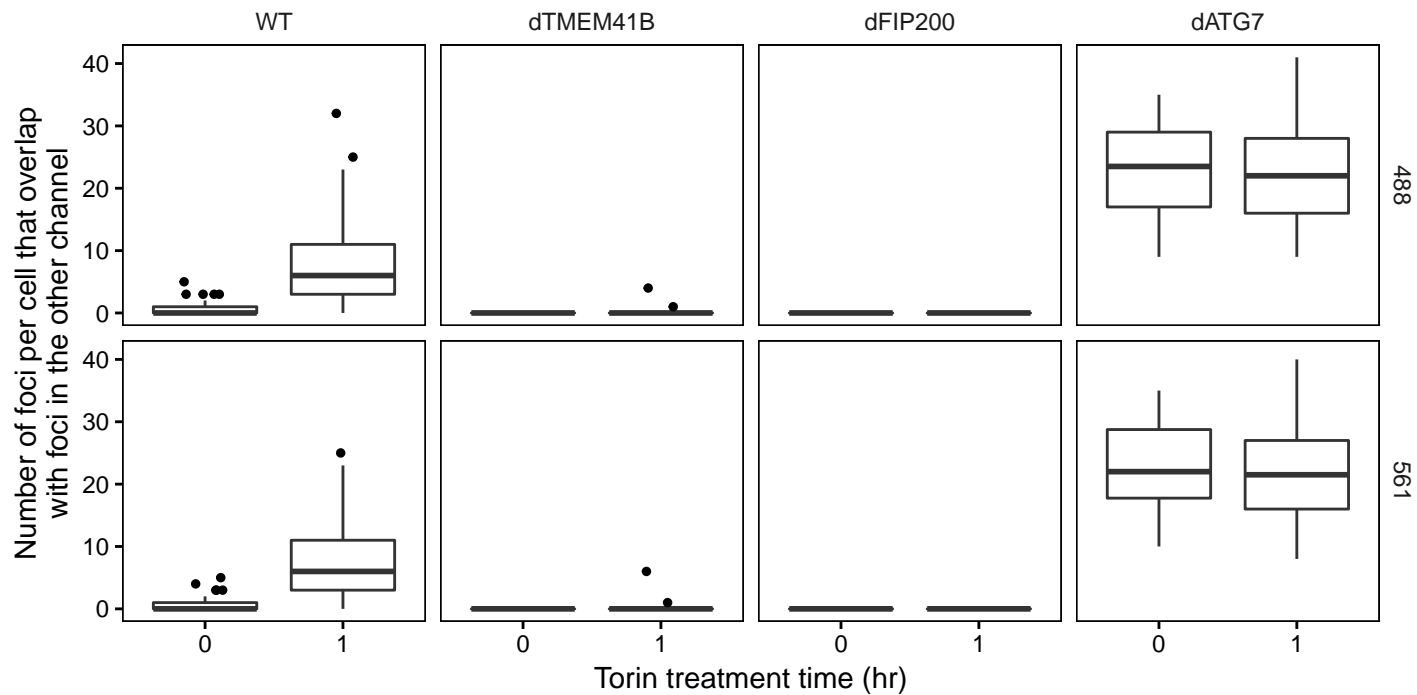 WT dTMEM41B dFIP200 dATG7
Number of foci per cell that overlap
with foci in the other channel
40
30
20
10
0
488
40
30
20
10
0
561
0 1 0 1 0 1 0 1
Torin treatment time (hr)